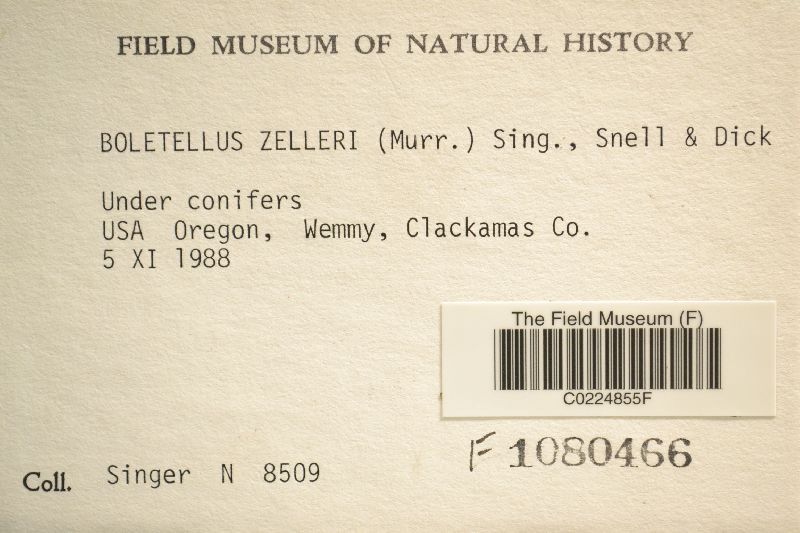 FIELD MUSEUM OF NATURAL HISTORY
BOLETELLUS ZELLERI (Murr.) Sing., Snell & Dick
Under conifers
USA Oregon, Wemmy, Clackamas Co.
5 XI 1988
The Field Museum (F)
C0224855F
F 1080466
Coll. Singer N 8509